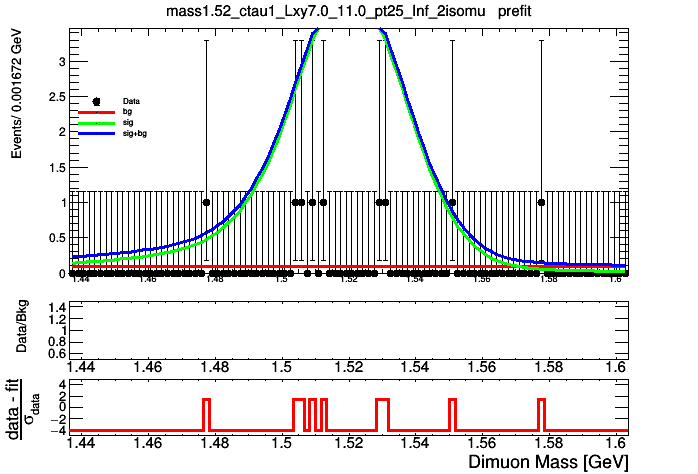 mass1.52_ctau1_Lxy7.0_11.0_pt25_Inf_2isomu prefit
Events/ 0.001672 GeV
3
2.5
2
1.5
1
0.5
0
Data
bg
sig
sig+bg
1.44 1.46 1.48 1.5 1.52 1.54 1.56 1.58 1.6
Data/Bkg
1.4
1.2
1
0.8
0.6
1.44 1.46 1.48 1.5 1.52 1.54 1.56 1.58 1.6
data - fit
σdata
4
2
0
−2
−4
1.44 1.46 1.48 1.5 1.52 1.54 1.56 1.58 1.6
Dimuon Mass [GeV]